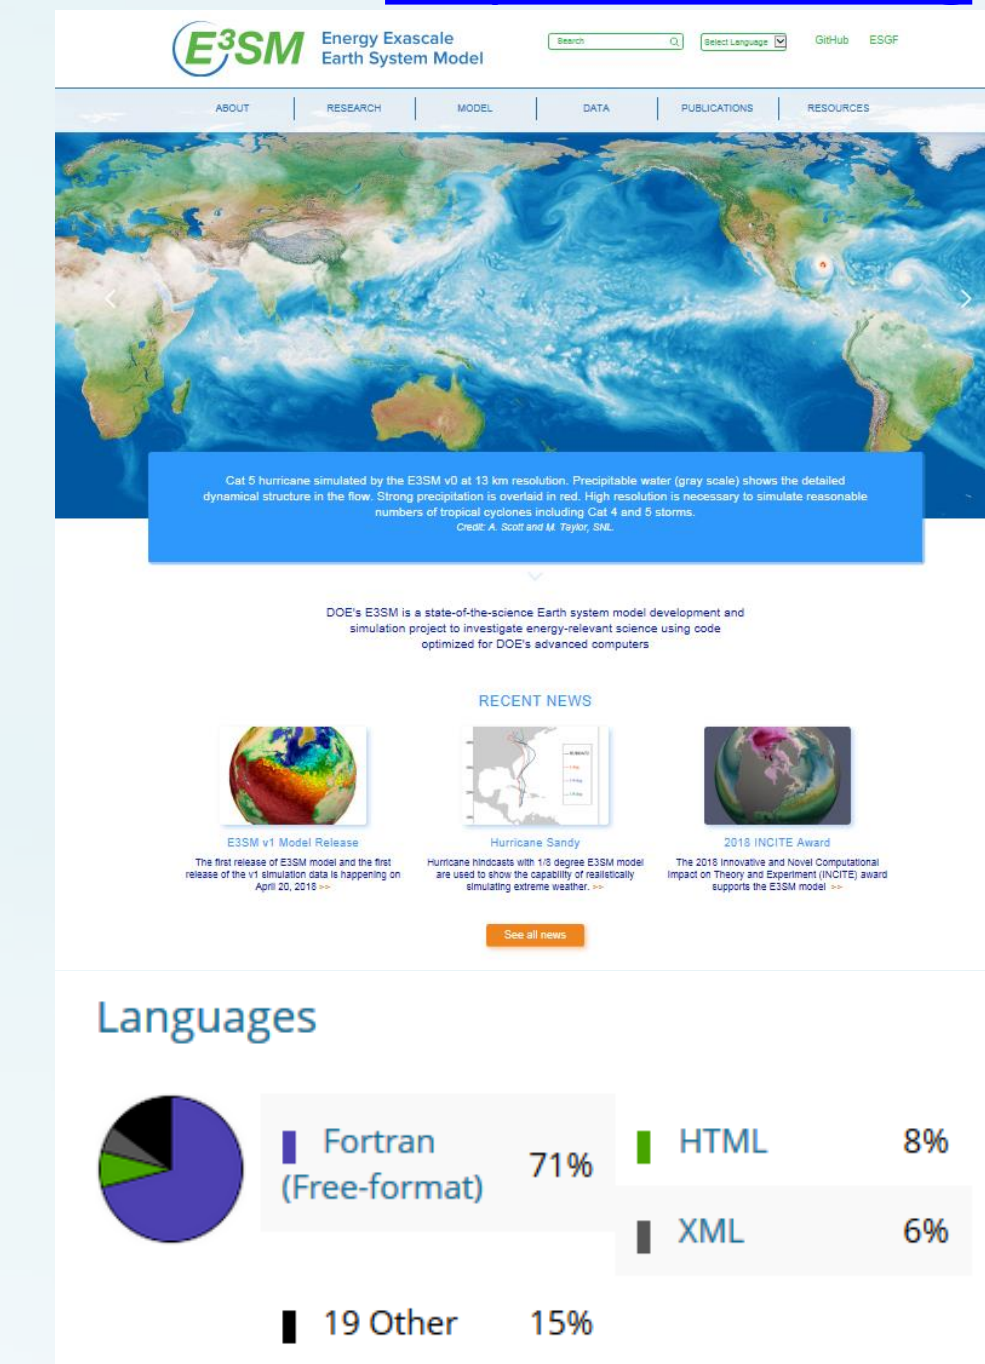 E3SM Energy Exascale
Earth System Model
Search
Select Language
GitHub
ESGF
ABOUT
RESEARCH
MODEL
DATA
PUBLICATIONS
RESOURCES
Cat 5 hurricane simulated by the E3SM v0 at 13 km resolution. Precipitable water (gray scale) shows the detailed
dynamical structure in the flow. Strong precipitation is overlaid in red. High resolution is necessary to simulate reasonable
numbers of tropical cyclones including Cat 4 and 5 storms.
Credit: A. Scott and M. Taylor, SNL.
DOE's E3SM is a state-of-the-science Earth system model development and
simulation project to investigate energy-relevant science using code
optimized for DOE's advanced computers
RECENT NEWS
E3SM v1 Model Release
The first release of E3SM model and the first
release of the v1 simulation data is happening on
April 20, 2018 >>
Hurricane Sandy
Hurricane hindcasts with 1/8 degree E3SM model
are used to show the capability of realistically
simulating extreme weather. >>
2018 INCITE Award
The 2018 Innovative and Novel Computational
Impact on Theory and Experiment (INCITE) award
supports the E3SM model >>
See all news
Languages
Fortran
(Free-format)
71%
HTML
8%
XML
6%
19 Other
15%